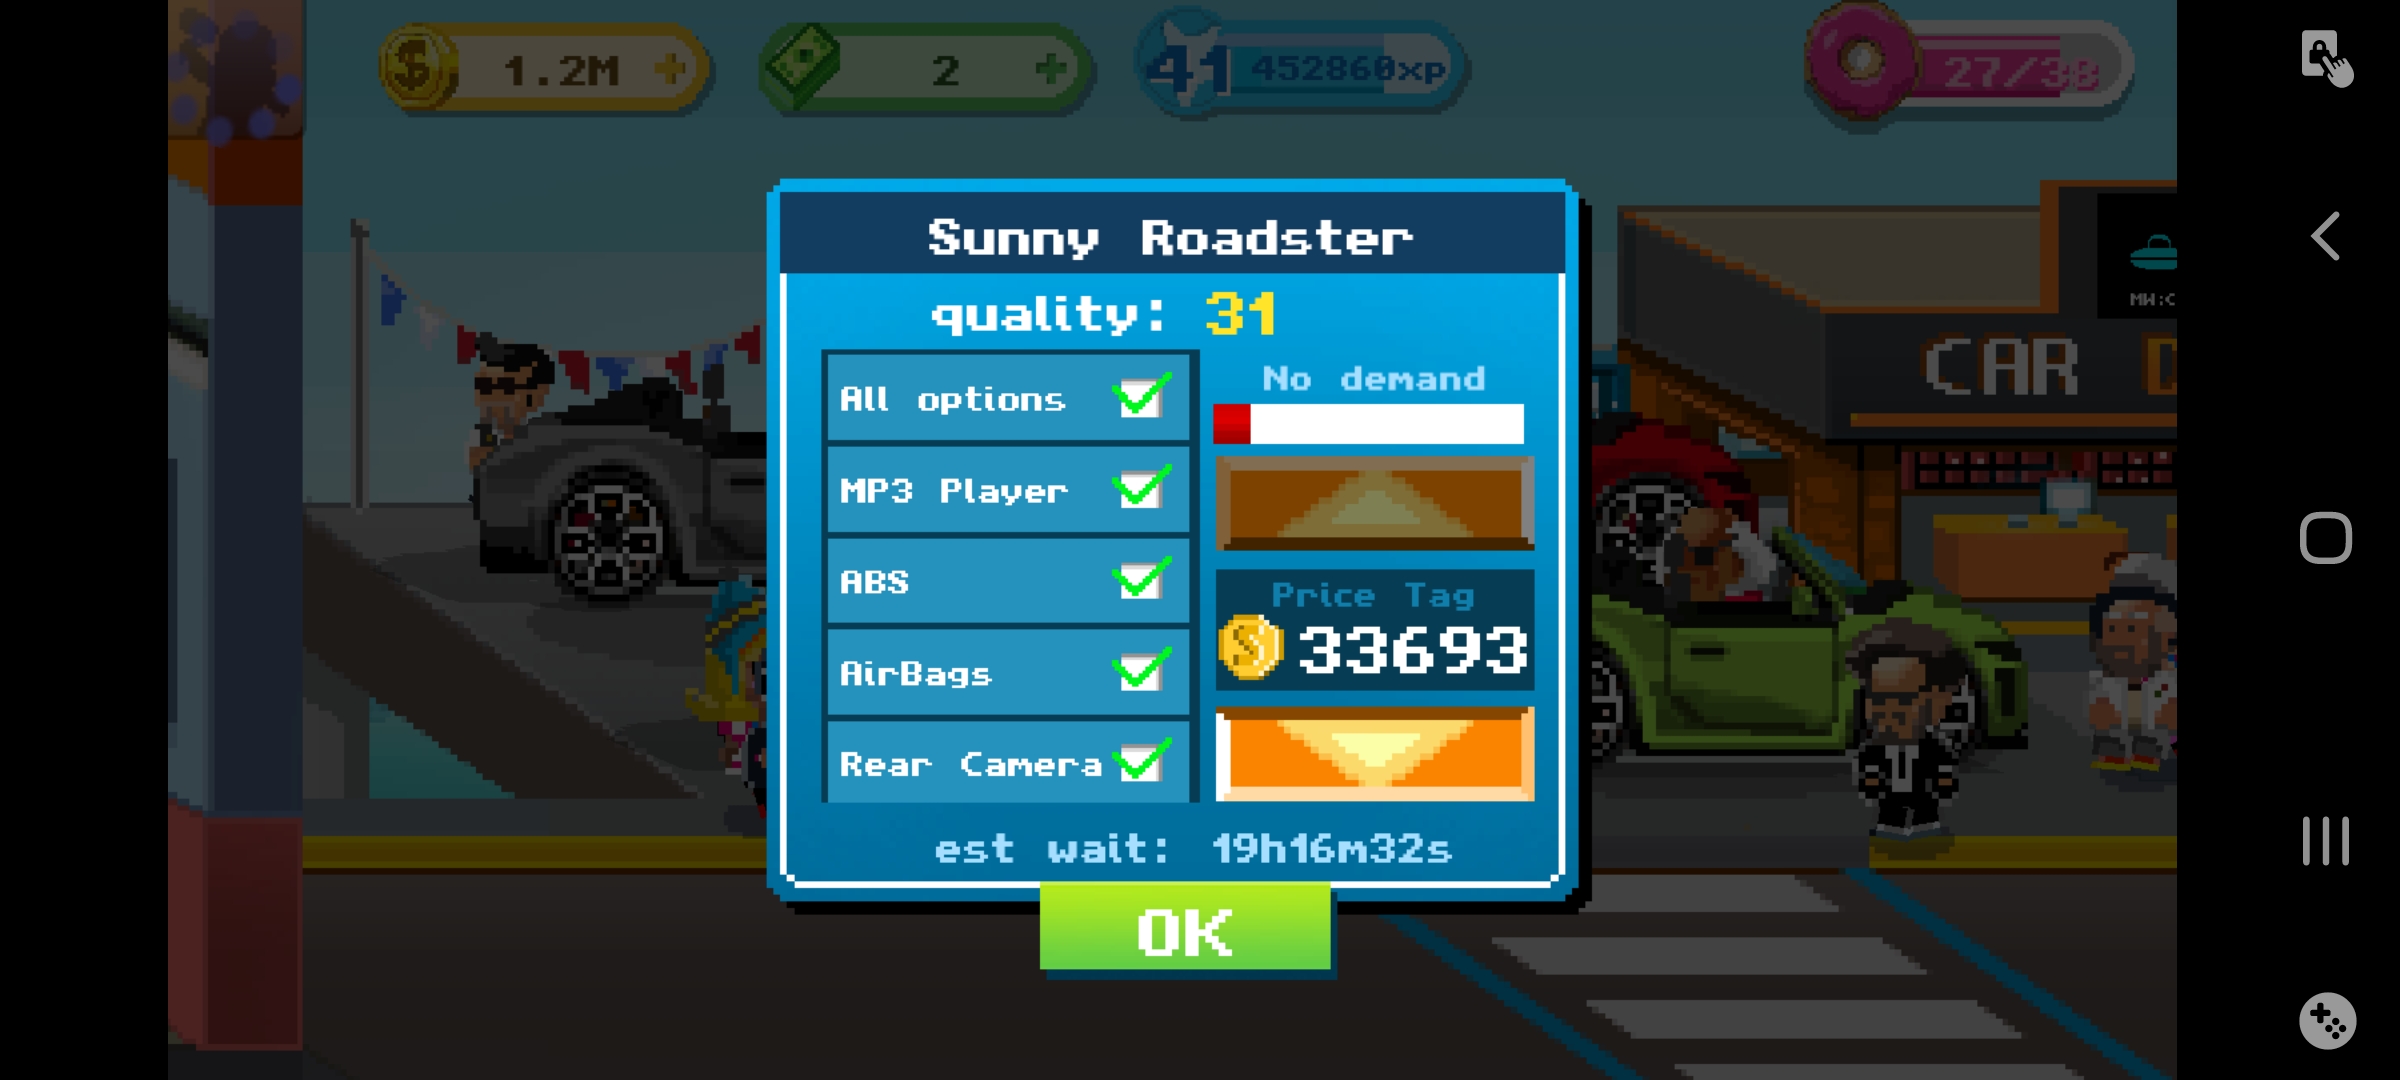 1.2M
2
41 452860xp
27/38
Sunny Roadster
quality: 31
All options
MP3 Player
ABS
AirBags
Rear Camera
No demand
Price Tag
33693
est wait: 19h16m32s
OK
MW:C
CAR D